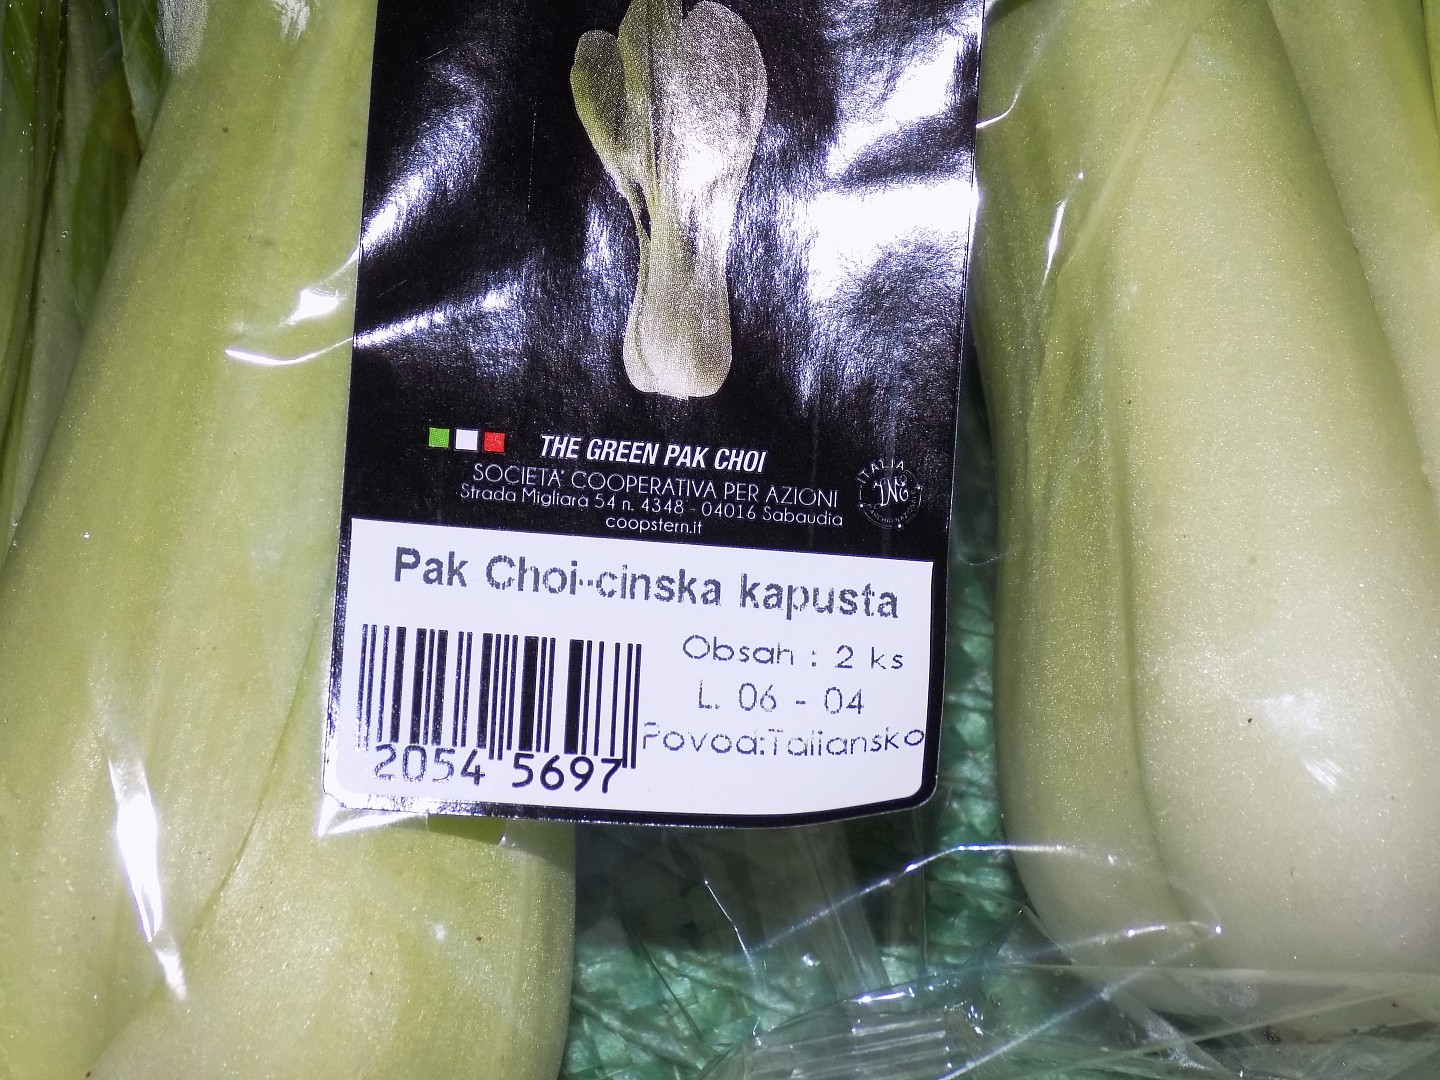 THE GREEN PAK CHOI
SOCIETA' COOPERATIVA PER AZIONI
Strada Migliara 54 n. 4348 - 04016 Sabaudia
coopstern.it
ITALIA
Pak Choi-cinska kapusta
Obsah : 2 ks
L. 06 - 04
Povod:Taliansko
2054 5697